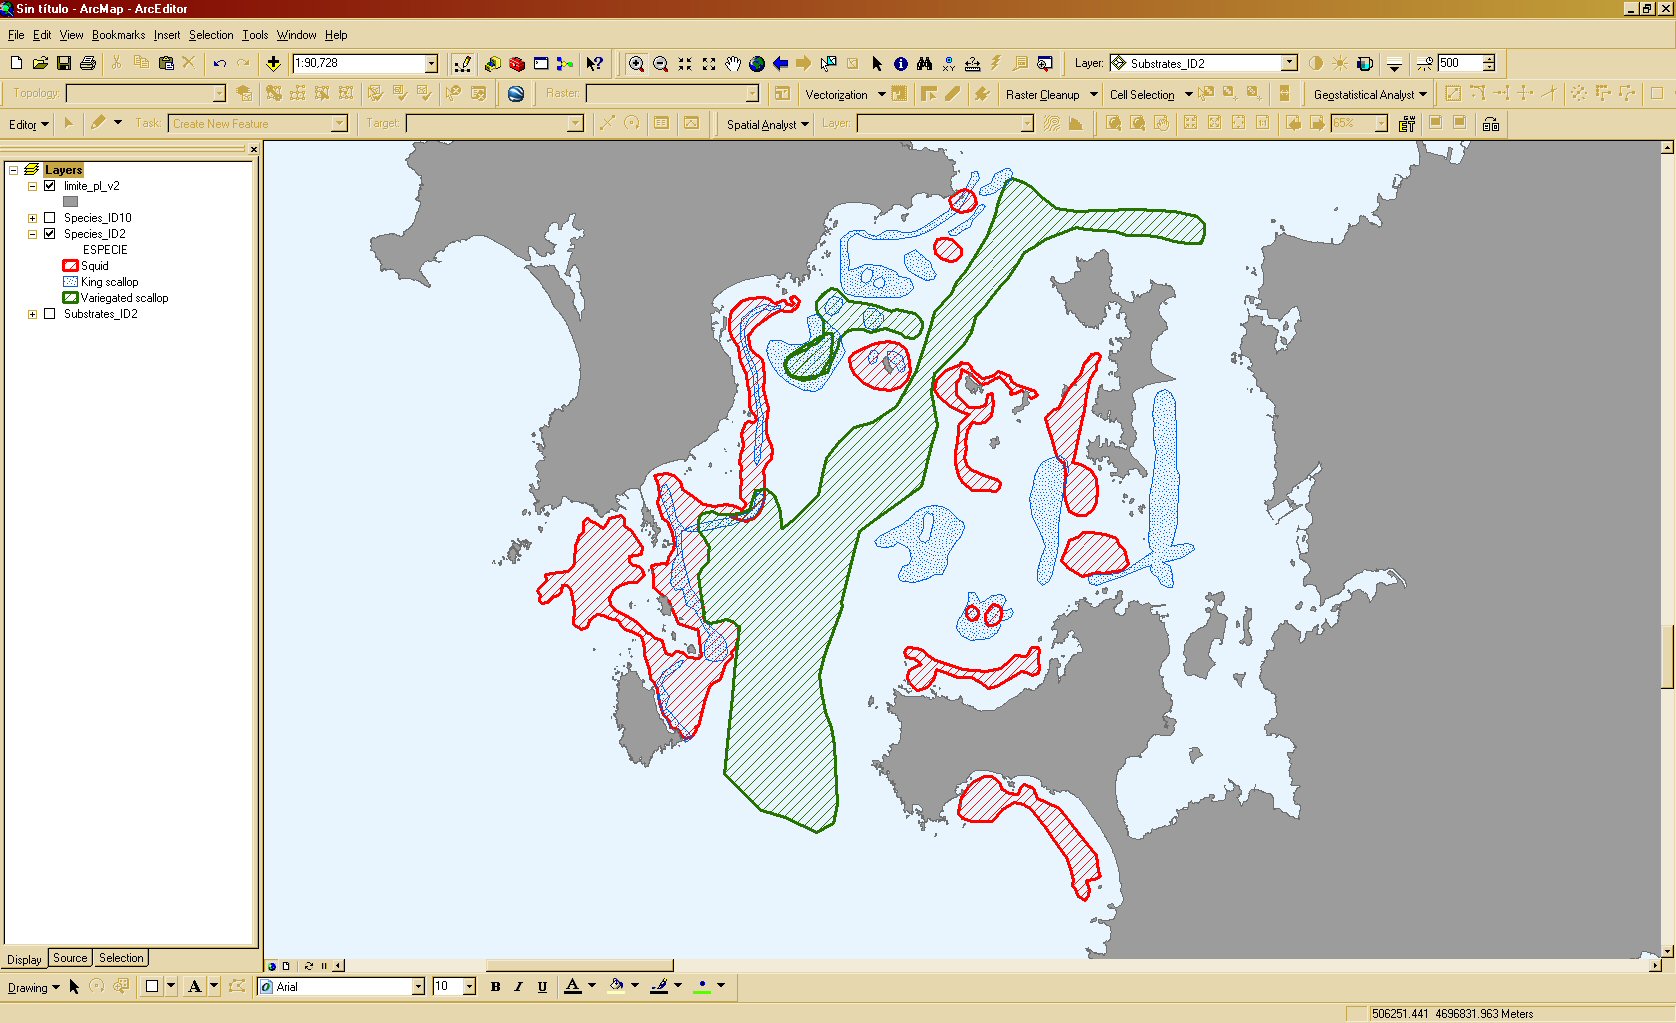 Sin título - ArcMap - ArcEditor
File Edit View Bookmarks Insert Selection Tools Window Help
1:90,728 Layer: Substrates_ID2 500
Topology: Raster: Vectorization Raster Cleanup Cell Selection Geostatistical Analyst
Editor Task: Create New Feature Target: Spatial Analyst Layer: 65%
Layers
limite_pl_v2
Species_ID10
Species_ID2
ESPECIE
Squid
King scallop
Variegated scallop
Substrates_ID2
Display Source Selection
Drawing A Arial 10 B I U A
506251.441 4696831.963 Meters